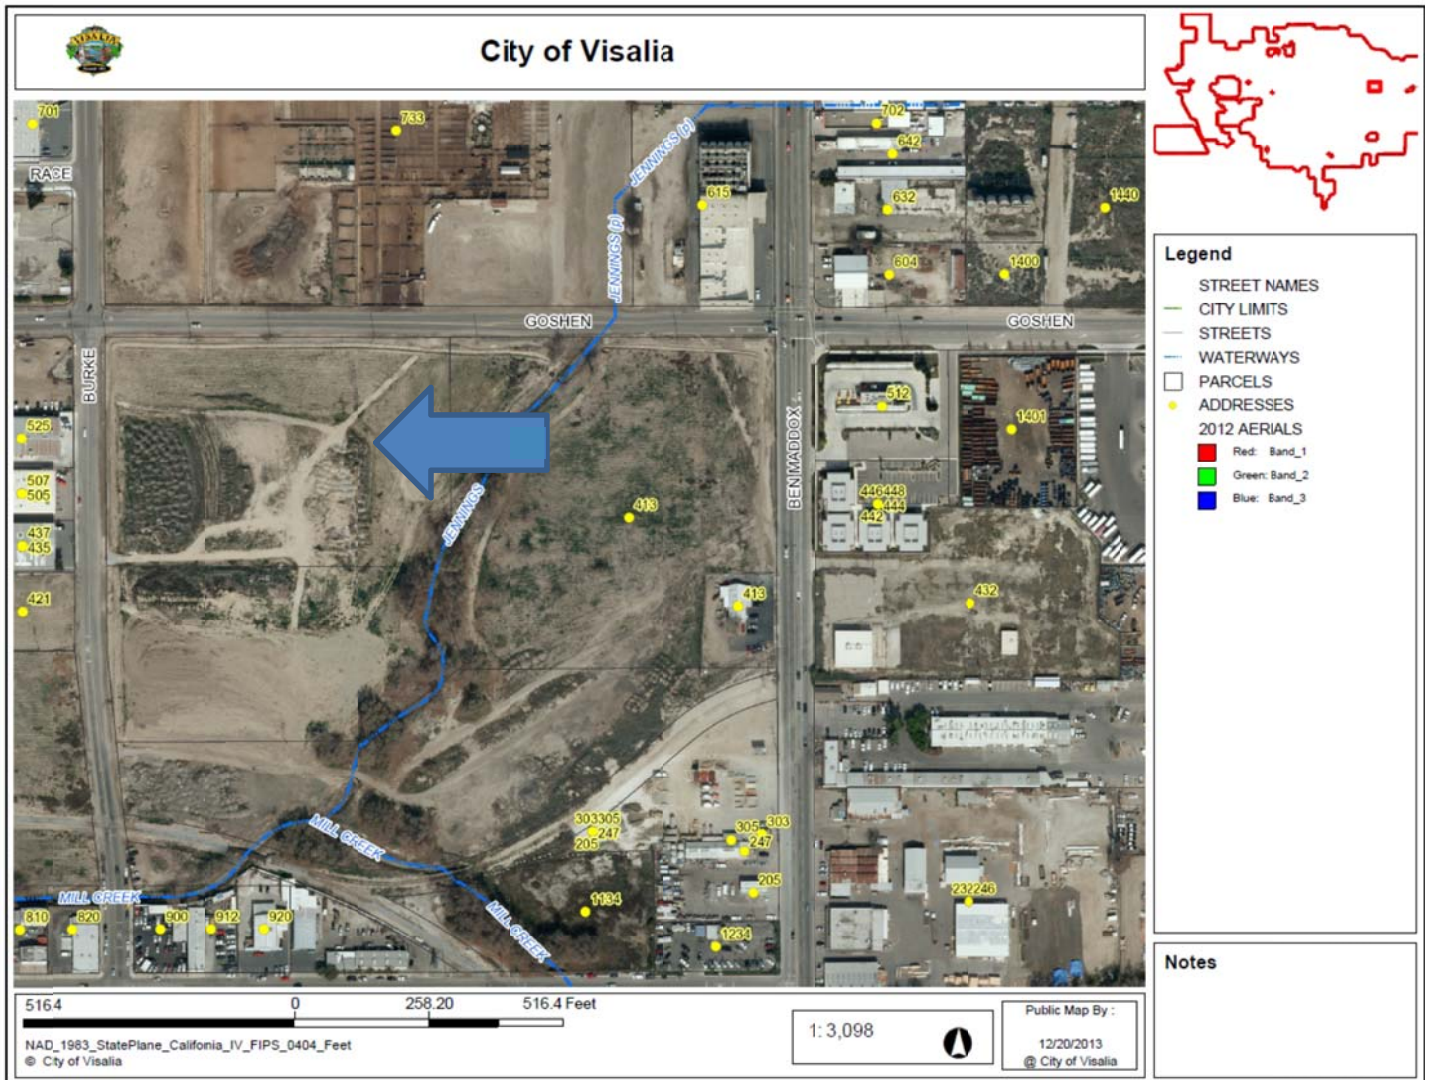 VISALIA
City of Visalia
701
733
JENNINGS (p)
702
642
RACE
615
632
1440
JENNINGS (p)
604
1400
GOSHEN
GOSHEN
BURKE
512
BEN MADDOX
1401
525
507
505
JENNINGS
446448
444
442
413
437
435
421
413
432
303305
247
205
305
303
247
205
MILL CREEK
MILL CREEK
MILL CREEK
232246
810
820
900
912
920
1134
1234
Legend
STREET NAMES
CITY LIMITS
STREETS
WATERWAYS
PARCELS
ADDRESSES
2012 AERIALS
Red: Band_1
Green: Band_2
Blue: Band_3
Notes
516.4
0
258.20
516.4 Feet
NAD_1983_StatePlane_California_IV_FIPS_0404_Feet
© City of Visalia
1: 3,098
Public Map By :
12/20/2013
@ City of Visalia